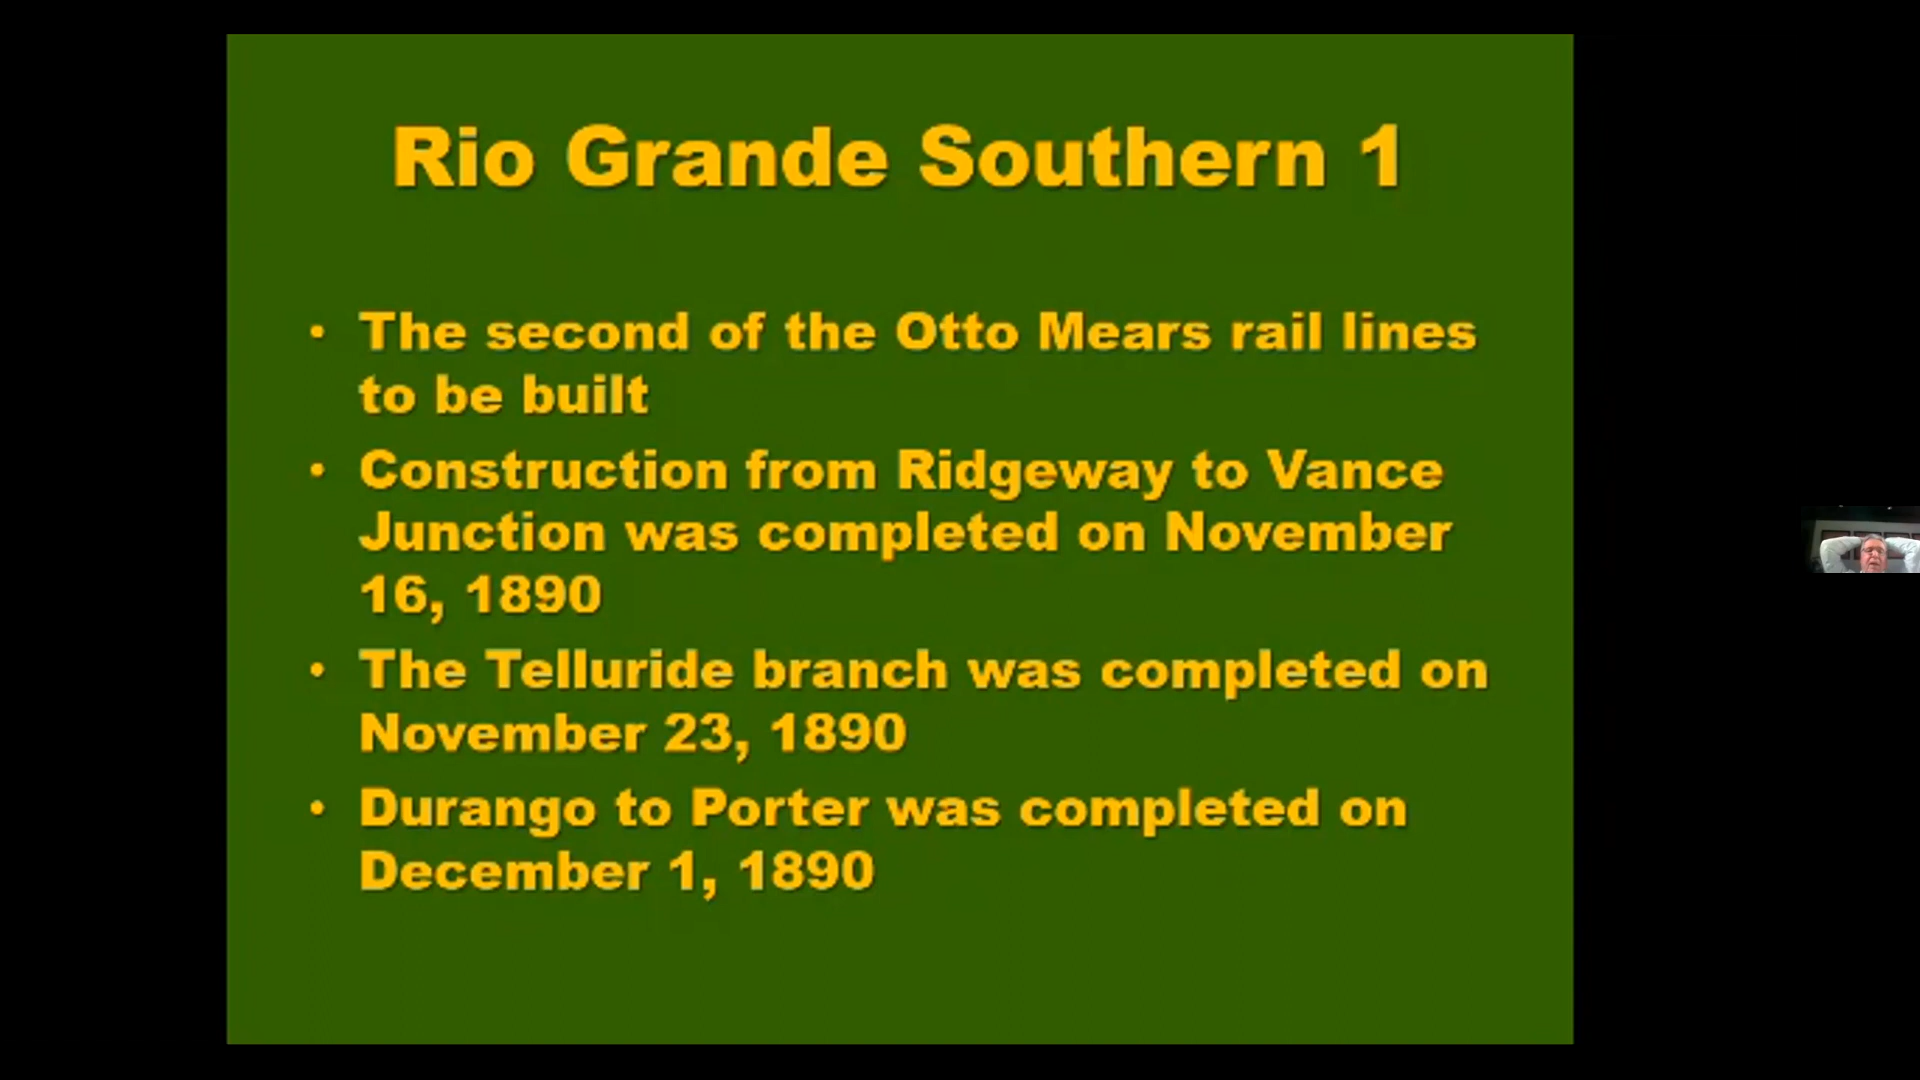 Rio Grande Southern 1
• The second of the Otto Mears rail lines
to be built
• Construction from Ridgeway to Vance
Junction was completed on November
16, 1890
• The Telluride branch was completed on
November 23, 1890
• Durango to Porter was completed on
December 1, 1890